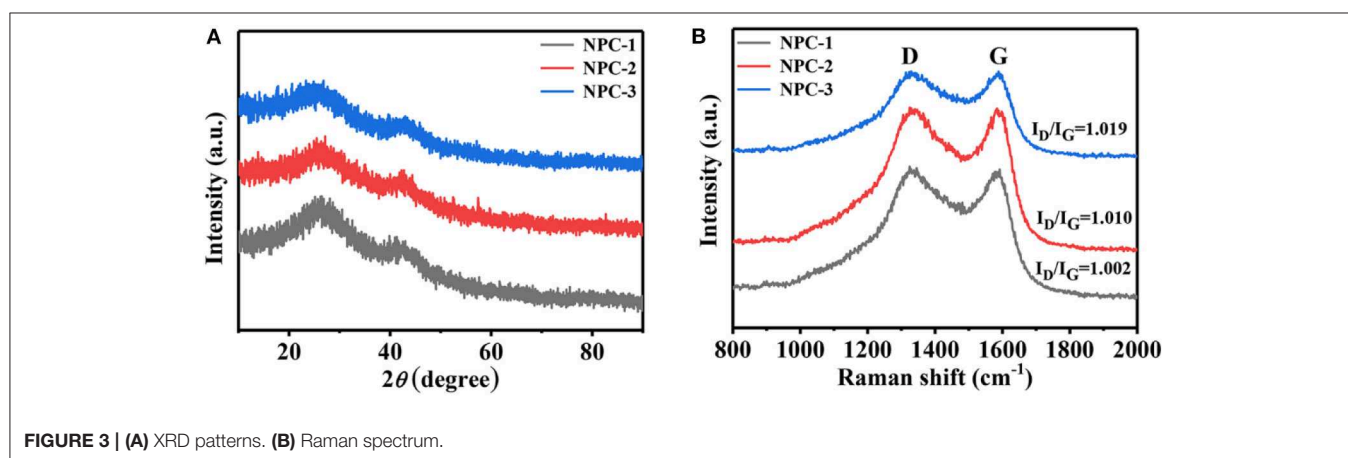 A
NPC-1
NPC-2
NPC-3
Intensity (a.u.)
20 40 60 80
2θ (degree)
B
NPC-1
NPC-2
NPC-3
D G
I_D/I_G=1.019
I_D/I_G=1.010
I_D/I_G=1.002
Intensity (a.u.)
800 1000 1200 1400 1600 1800 2000
Raman shift (cm⁻¹)
FIGURE 3 | (A) XRD patterns. (B) Raman spectrum.